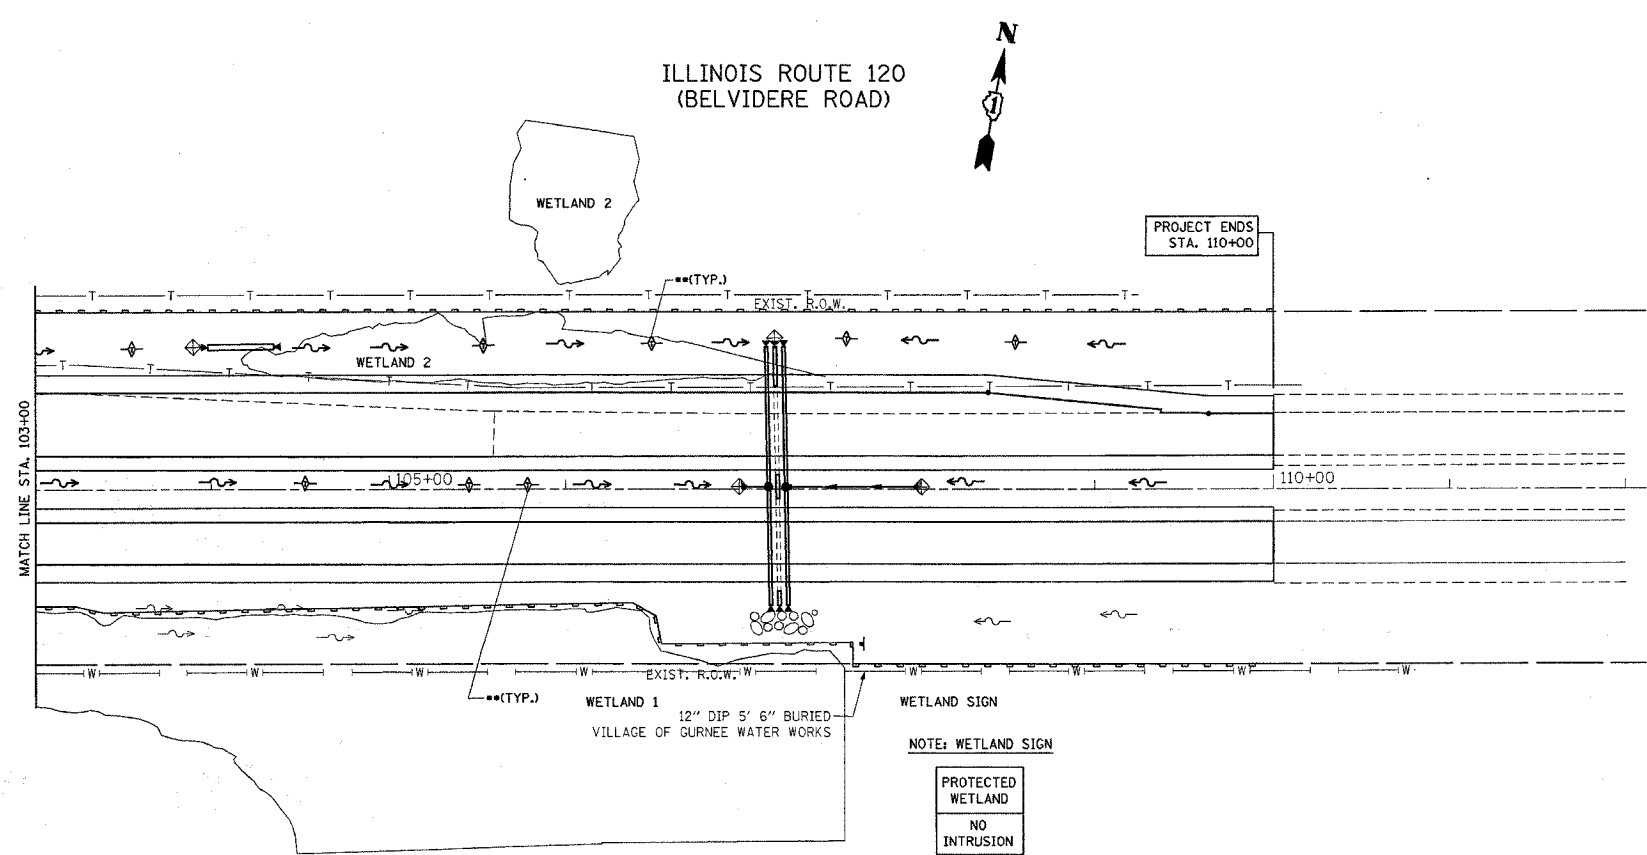 N
ILLINOIS ROUTE 120
(BELVIDERE ROAD)
1
WETLAND 2
PROJECT ENDS
STA. 110+00
**(TYP.)
T T T T T T T T T T T T T T
EXIST. R.O.W.
WETLAND 2
T T T T T T T T T T T T T T T
MATCH LINE STA. 103+00
105+00
110+00
W W W W W W W W W
EXIST. R.O.W.
**(TYP.)
WETLAND 1
WETLAND SIGN
12" DIP 5' 6" BURIED
VILLAGE OF GURNEE WATER WORKS
NOTE: WETLAND SIGN
PROTECTED
WETLAND
NO
INTRUSION